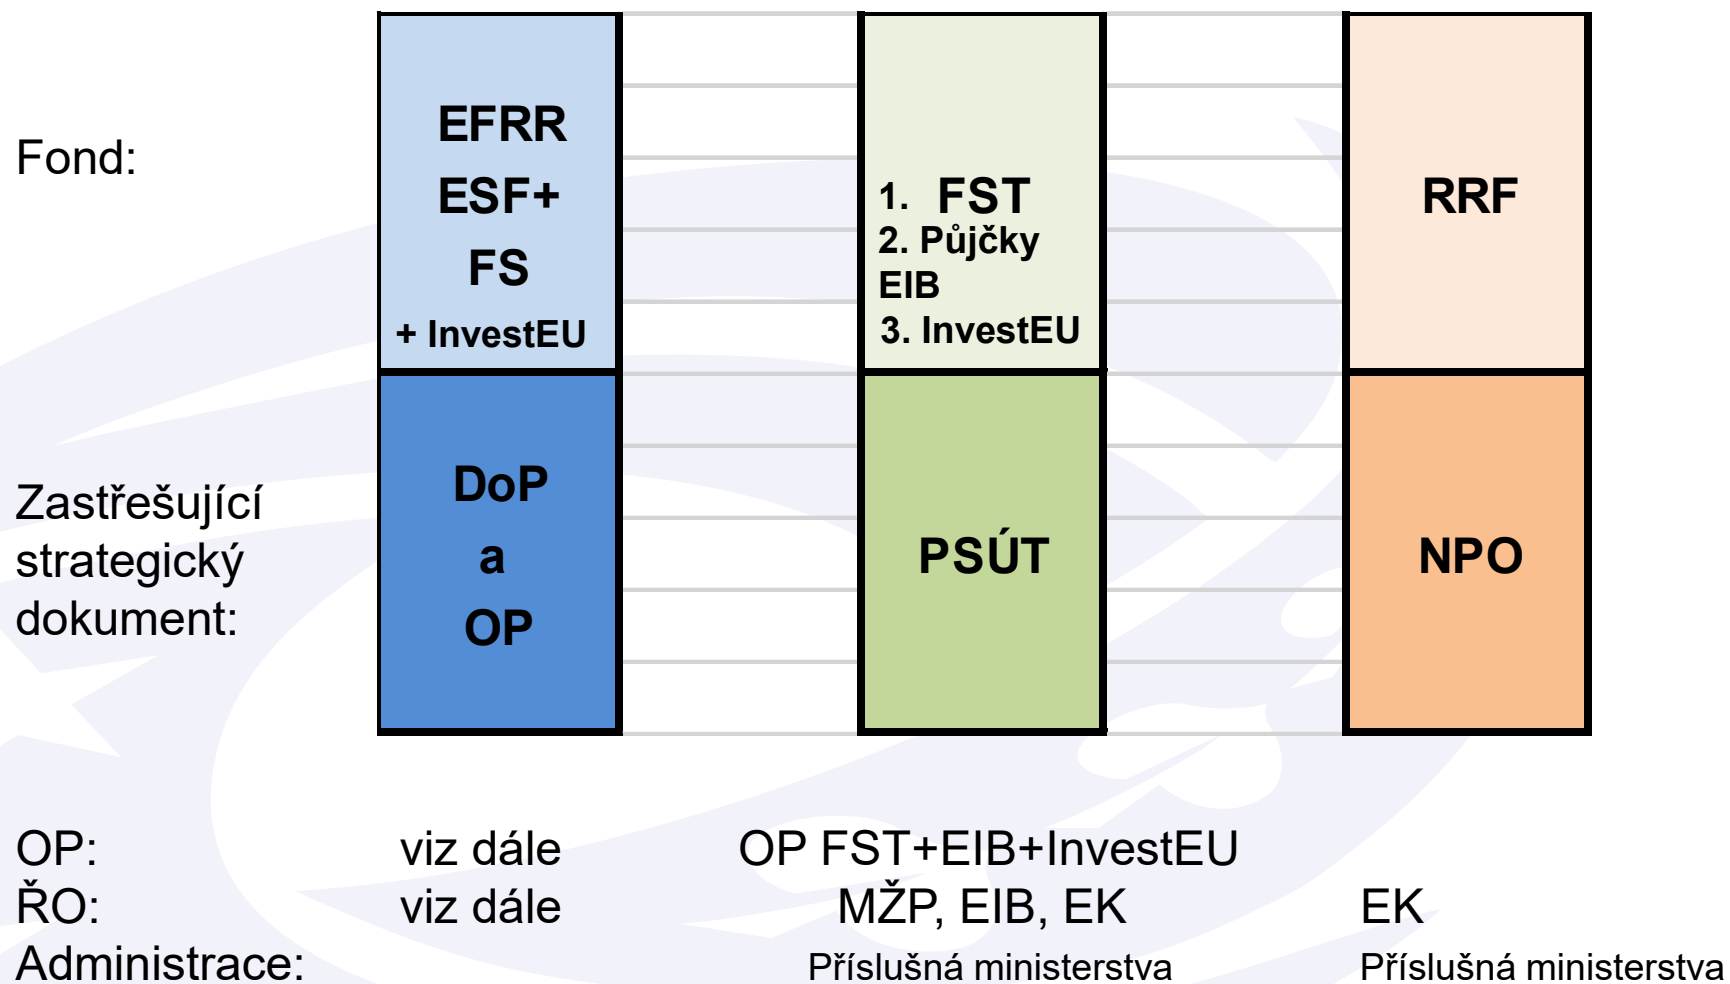 Fond:
EFRR
ESF+
FS
+ InvestEU
1. FST
2. Půjčky
EIB
3. InvestEU
RRF
Zastřešující
strategický
dokument:
DoP
a
OP
PSÚT
NPO
OP: viz dále OP FST+EIB+InvestEU
ŘO: viz dále MŽP, EIB, EK EK
Administrace: Příslušná ministerstva Příslušná ministerstva